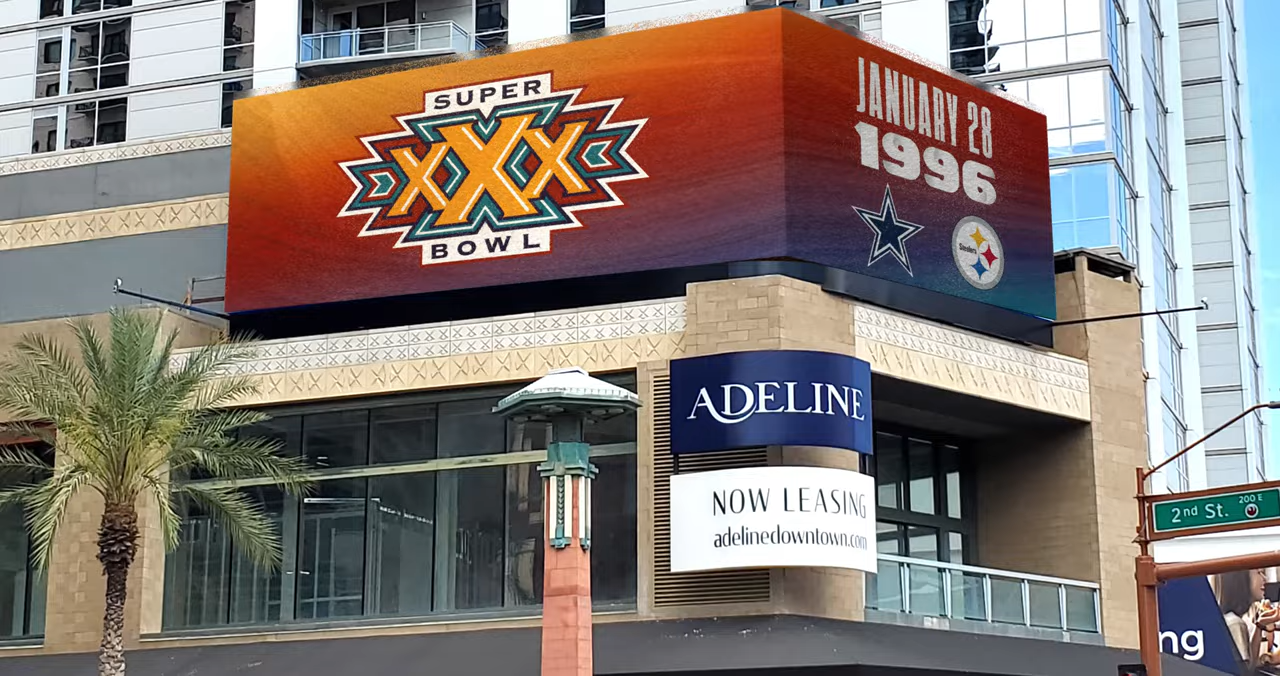 SUPER
XXX
BOWL
JANUARY 28
1996
Steelers
ADELINE
NOW LEASING
adelinedowntown.com
200 E
2nd St.
ng